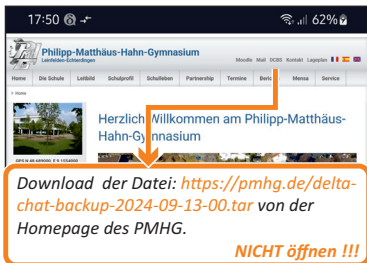 17:50
62%
Philipp-Matthäus-Hahn-Gymnasium
Leinfelden-Echterdingen
Moodle Mail DCBS Kontakt Lageplan
Home Die Schule Leitbild Schulprofil Schulleben Partnership Termine Mensa Service
> Home
Herzlich Willkommen am Philipp-Matthäus-
Hahn-Gymnasium
Download der Datei: https://pmhg.de/delta-
chat-backup-2024-09-13-00.tar von der
Homepage des PMHG.
NICHT öffnen !!!